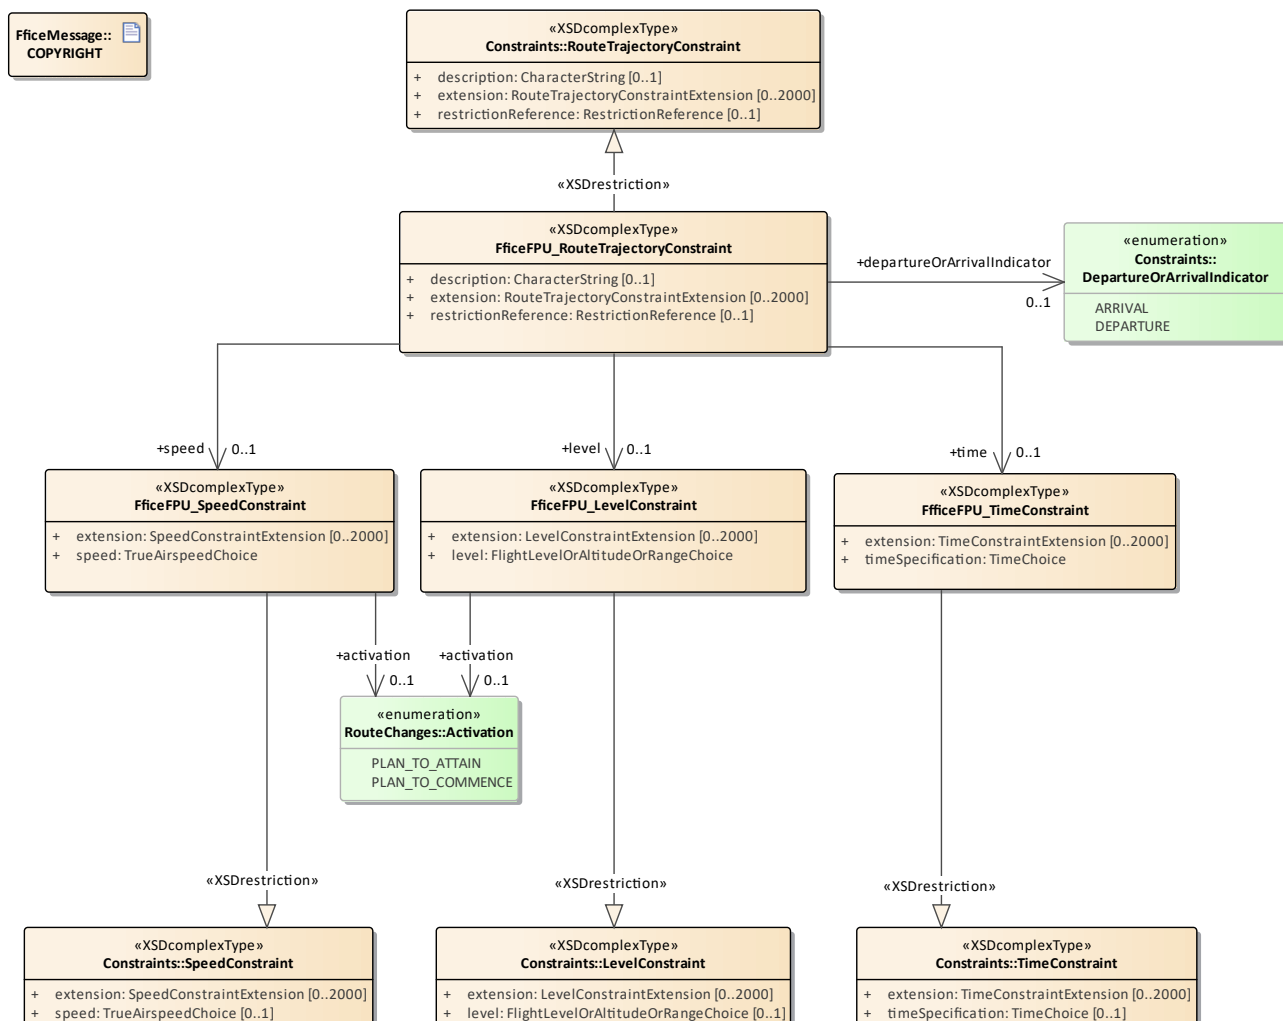 FficeMessage::
COPYRIGHT
«XSDcomplexType»
Constraints::RouteTrajectoryConstraint
+ description: CharacterString [0..1]
+ extension: RouteTrajectoryConstraintExtension [0..2000]
+ restrictionReference: RestrictionReference [0..1]
«XSDrestriction»
«XSDcomplexType»
FficeFPU_RouteTrajectoryConstraint
+ description: CharacterString [0..1]
+ extension: RouteTrajectoryConstraintExtension [0..2000]
+ restrictionReference: RestrictionReference [0..1]
+departureOrArrivalIndicator
0..1
«enumeration»
Constraints::
DepartureOrArrivalIndicator
ARRIVAL
DEPARTURE
+speed 0..1
+level 0..1
+time 0..1
«XSDcomplexType»
FficeFPU_SpeedConstraint
+ extension: SpeedConstraintExtension [0..2000]
+ speed: TrueAirspeedChoice
«XSDcomplexType»
FficeFPU_LevelConstraint
+ extension: LevelConstraintExtension [0..2000]
+ level: FlightLevelOrAltitudeOrRangeChoice
«XSDcomplexType»
FfficeFPU_TimeConstraint
+ extension: TimeConstraintExtension [0..2000]
+ timeSpecification: TimeChoice
+activation
0..1
+activation
0..1
«enumeration»
RouteChanges::Activation
PLAN_TO_ATTAIN
PLAN_TO_COMMENCE
«XSDrestriction»
«XSDrestriction»
«XSDrestriction»
«XSDcomplexType»
Constraints::SpeedConstraint
+ extension: SpeedConstraintExtension [0..2000]
+ speed: TrueAirspeedChoice [0..1]
«XSDcomplexType»
Constraints::LevelConstraint
+ extension: LevelConstraintExtension [0..2000]
+ level: FlightLevelOrAltitudeOrRangeChoice [0..1]
«XSDcomplexType»
Constraints::TimeConstraint
+ extension: TimeConstraintExtension [0..2000]
+ timeSpecification: TimeChoice [0..1]